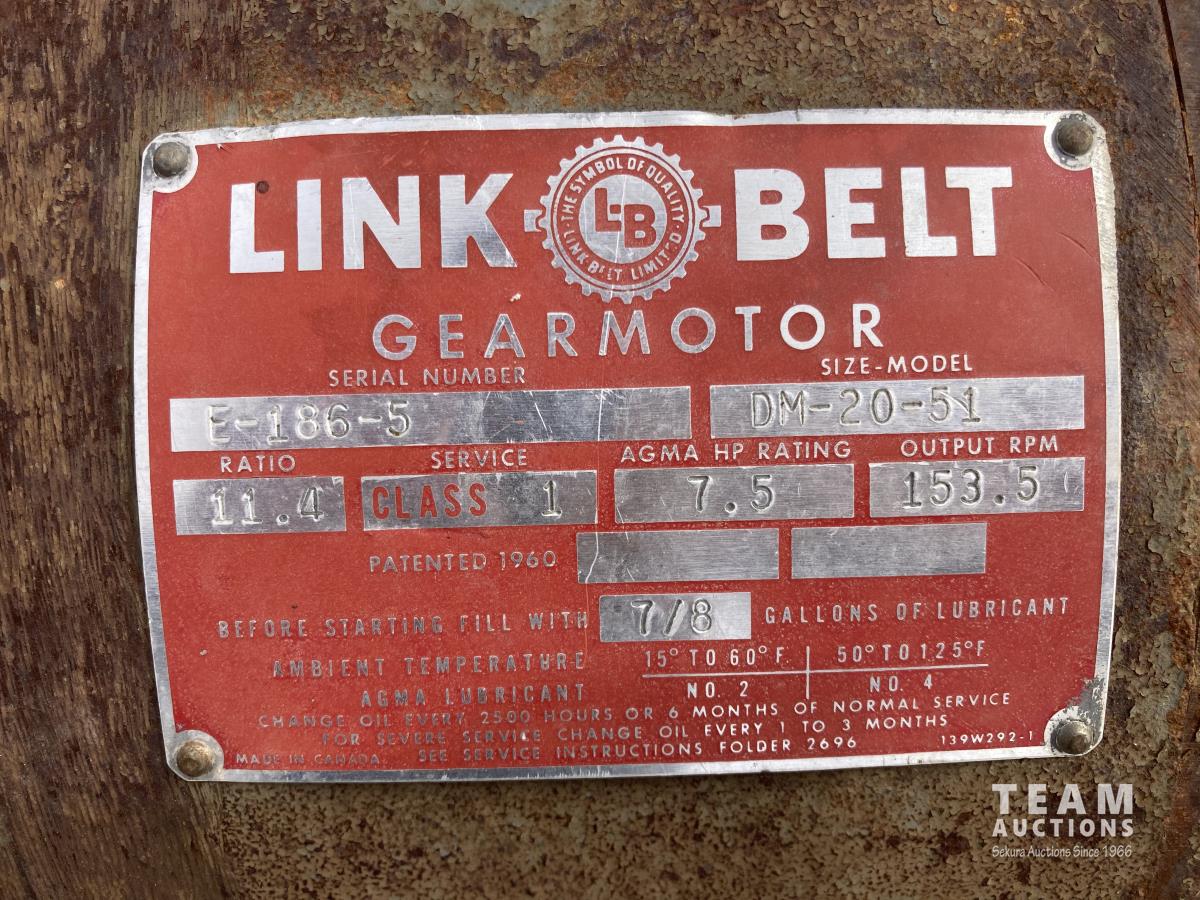 LINK BELT
THE SYMBOL OF QUALITY
L-B
LINK-BELT LIMITED
GEARMOTOR
SERIAL NUMBER SIZE-MODEL
E-186-5 DM-20-51
RATIO SERVICE AGMA HP RATING OUTPUT RPM
11.4 CLASS 1 7.5 153.5
PATENTED 1960
BEFORE STARTING FILL WITH 7/8 GALLONS OF LUBRICANT
AMBIENT TEMPERATURE 15° TO 60°F 50° TO 125°F
AGMA LUBRICANT NO. 2 NO. 4
CHANGE OIL EVERY 2500 HOURS OR 6 MONTHS OF NORMAL SERVICE
FOR SEVERE SERVICE CHANGE OIL EVERY 1 TO 3 MONTHS
MADE IN CANADA SEE SERVICE INSTRUCTIONS FOLDER 2696 139W292-1
TEAM
AUCTIONS
Sekura Auctions Since 1966